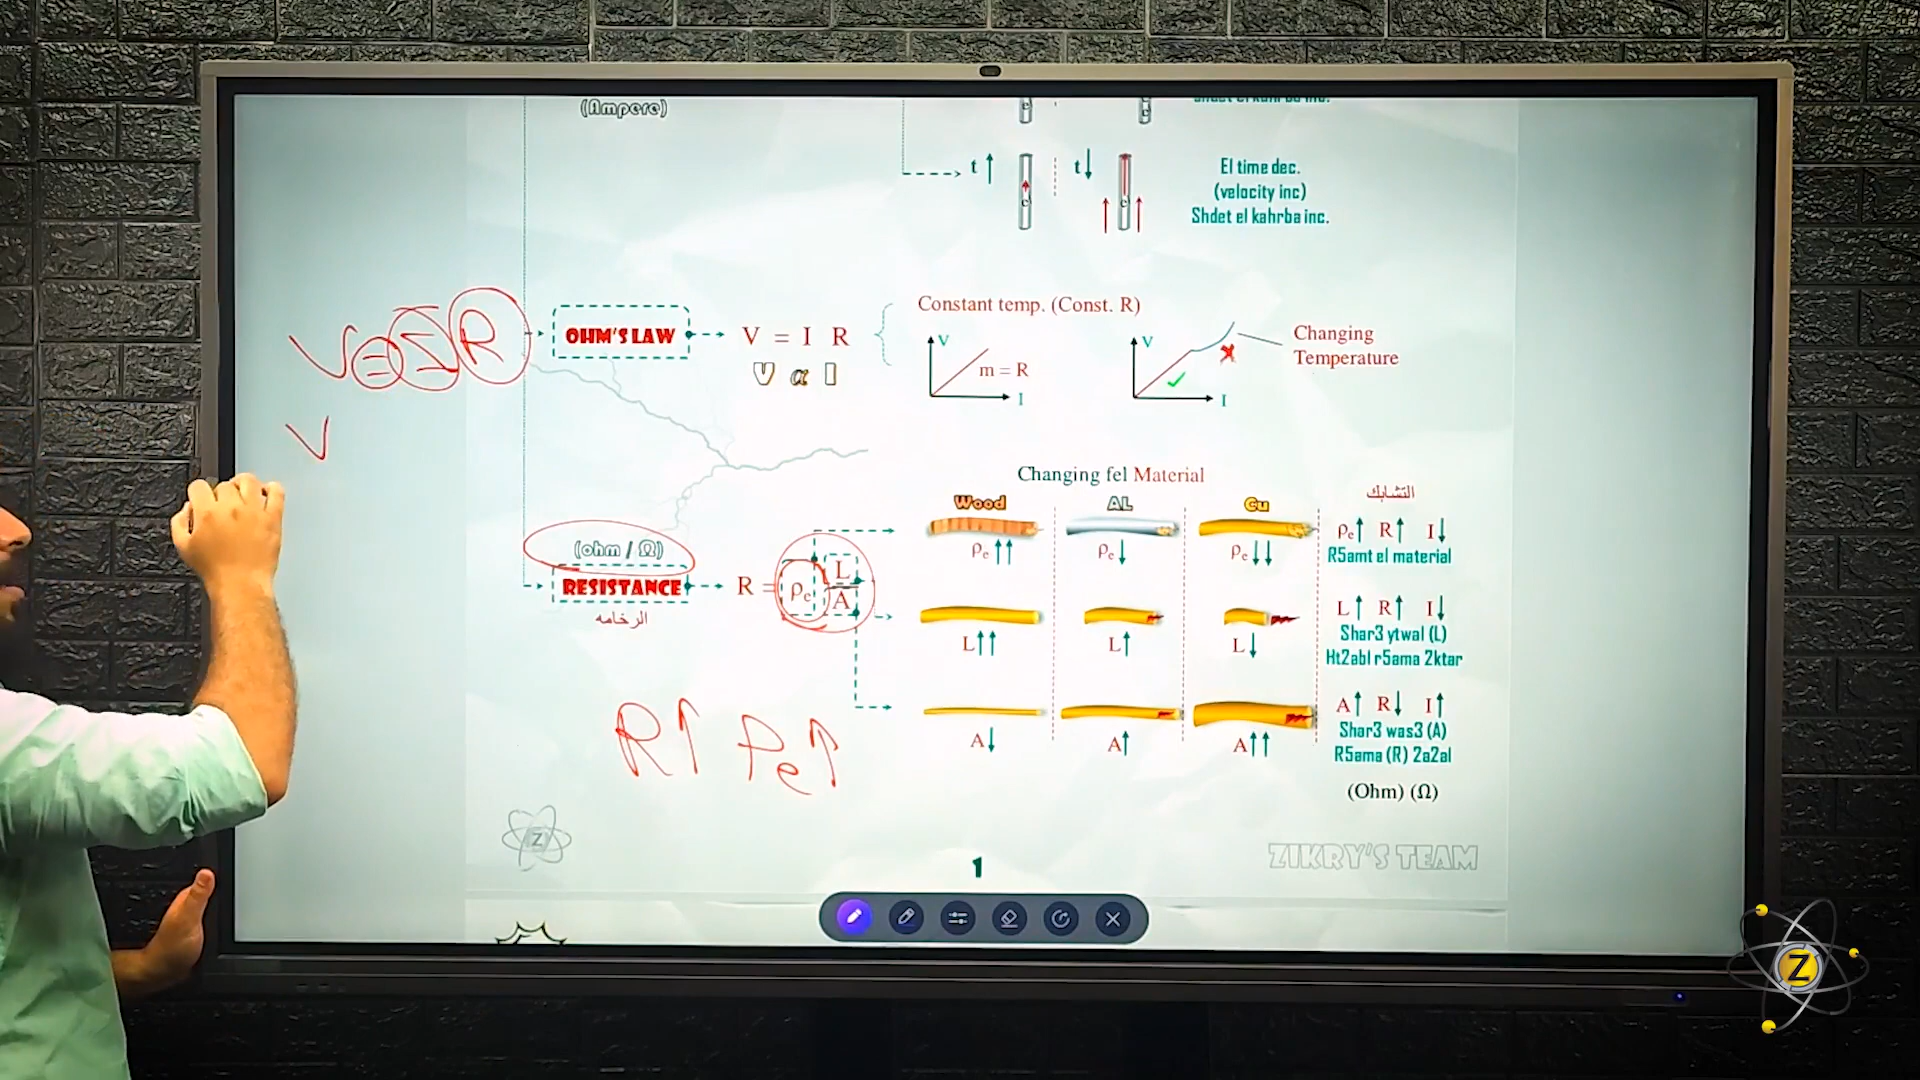 (Ampere)
t↑ t↓
El time dec.
(velocity inc)
Shdet el kahrba inc.
e e
V = I R
V
OHM'S LAW
V = I R
V α I
Constant temp. (Const. R)
V
m = R
I
V
I
Changing
Temperature
Changing fel Material
Wood AL Cu
ρe↑↑ ρe↓ ρe↓↓
التشابك
ρe↑ R↑ I↓
R5amt el material
(ohm / Ω)
RESISTANCE
الرخامه
R = ρe L
A
L↑↑ L↑ L↓
L↑ R↑ I↓
Shar3 ytwal (L)
Ht2abl r5ama 2ktar
R↑ ρe↑
A↓ A↑ A↑↑
A↑ R↓ I↑
Shar3 was3 (A)
R5ama (R) 2a2al
(Ohm) (Ω)
Z
1
ZIKRY'S TEAM
Z